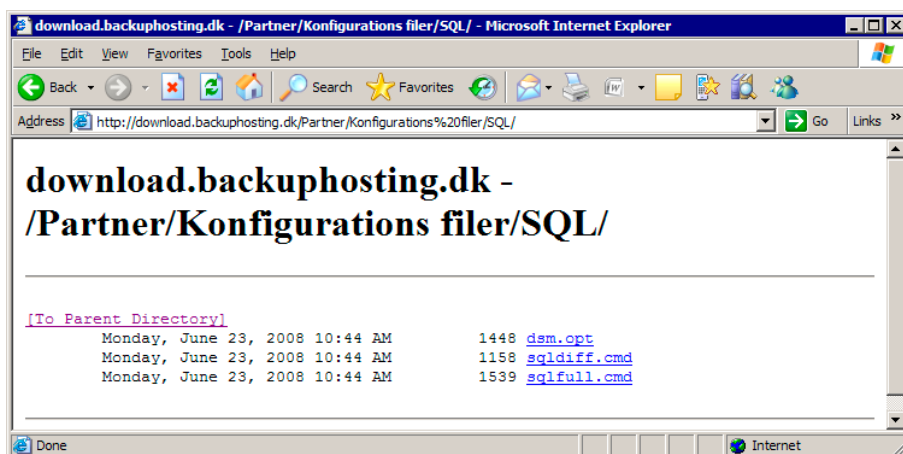 download.backuphosting.dk - /Partner/Konfigurations filer/SQL/ - Microsoft Internet Explorer
File Edit View Favorites Tools Help
Back Search Favorites
Address http://download.backuphosting.dk/Partner/Konfigurations%20filer/SQL/ Go Links »
download.backuphosting.dk -
/Partner/Konfigurations filer/SQL/
[To Parent Directory]
Monday, June 23, 2008 10:44 AM 1448 dsm.opt
Monday, June 23, 2008 10:44 AM 1158 sqldiff.cmd
Monday, June 23, 2008 10:44 AM 1539 sqlfull.cmd
Done Internet